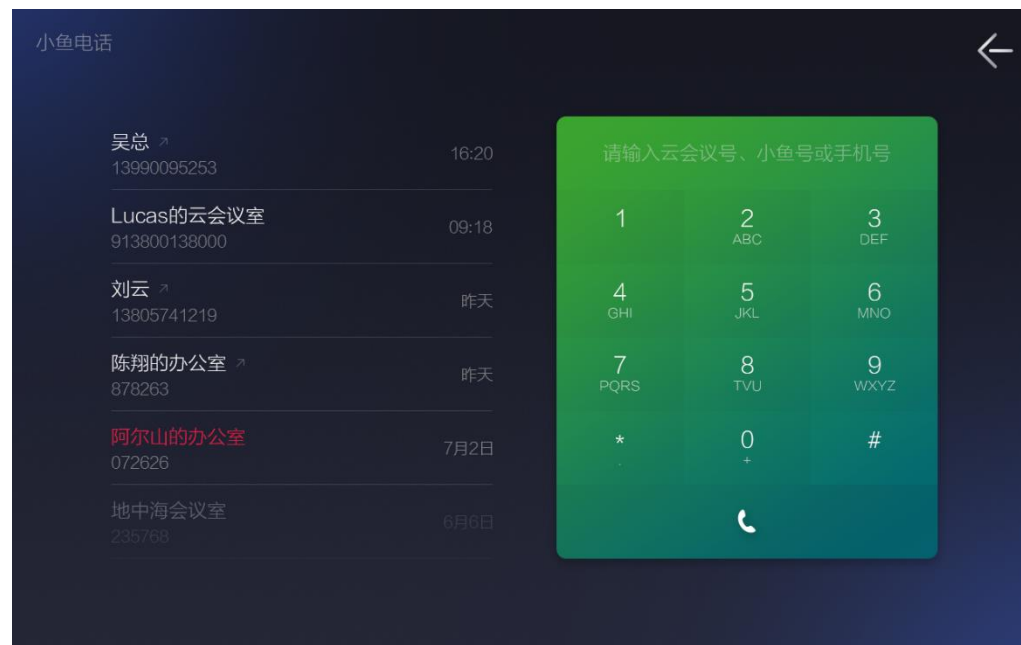 小鱼电话
吴总
13990095253
16:20
Lucas的云会议室
913800138000
09:18
刘云
13805741219
昨天
陈翔的办公室
878263
昨天
阿尔山的办公室
072626
7月2日
地中海会议室
235768
6月6日
请输入云会议号、小鱼号或手机号
1
2
3
ABC
DEF
4
5
6
GHI
JKL
MNO
7
8
9
PQRS
TVU
WXYZ
*
0
#
.
+